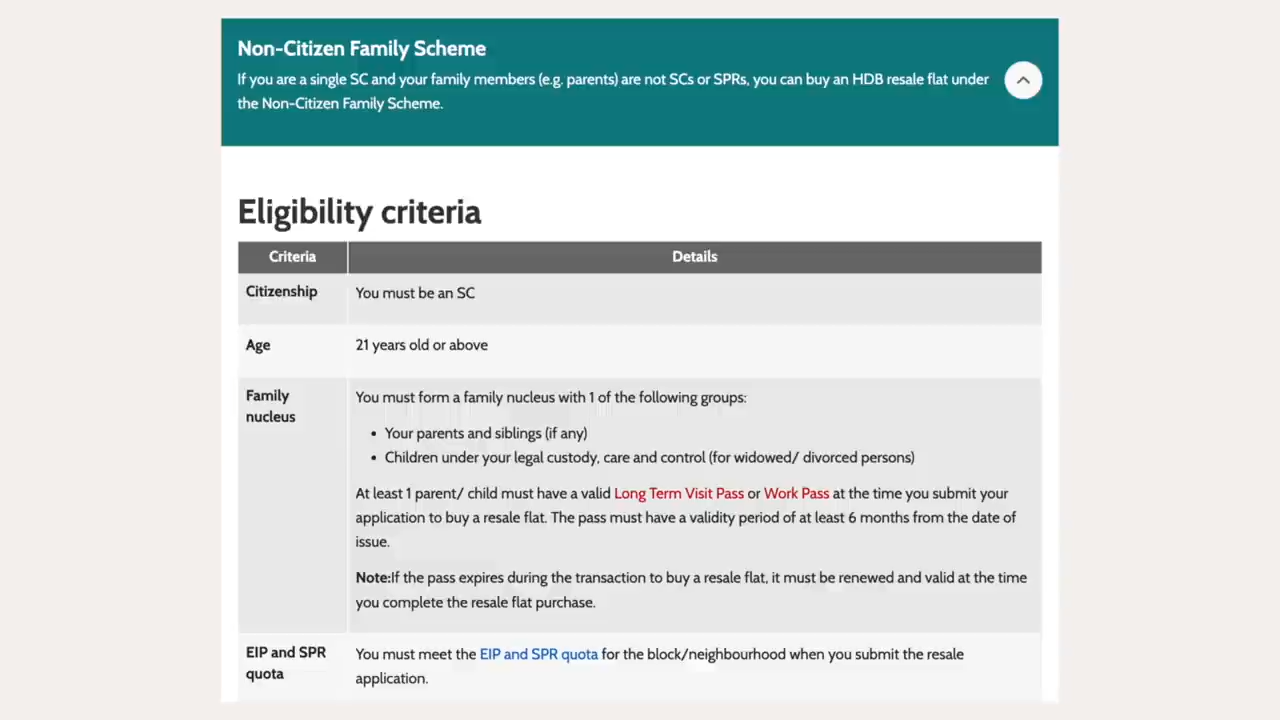 Non-Citizen Family Scheme
If you are a single SC and your family members (e.g. parents) are not SCs or SPRs, you can buy an HDB resale flat under
the Non-Citizen Family Scheme.
Eligibility criteria
Criteria Details
Citizenship You must be an SC
Age 21 years old or above
Family
nucleus
You must form a family nucleus with 1 of the following groups:
• Your parents and siblings (if any)
• Children under your legal custody, care and control (for widowed/ divorced persons)
At least 1 parent/ child must have a valid Long Term Visit Pass or Work Pass at the time you submit your
application to buy a resale flat. The pass must have a validity period of at least 6 months from the date of
issue.
Note:If the pass expires during the transaction to buy a resale flat, it must be renewed and valid at the time
you complete the resale flat purchase.
EIP and SPR
quota
You must meet the EIP and SPR quota for the block/neighbourhood when you submit the resale
application.